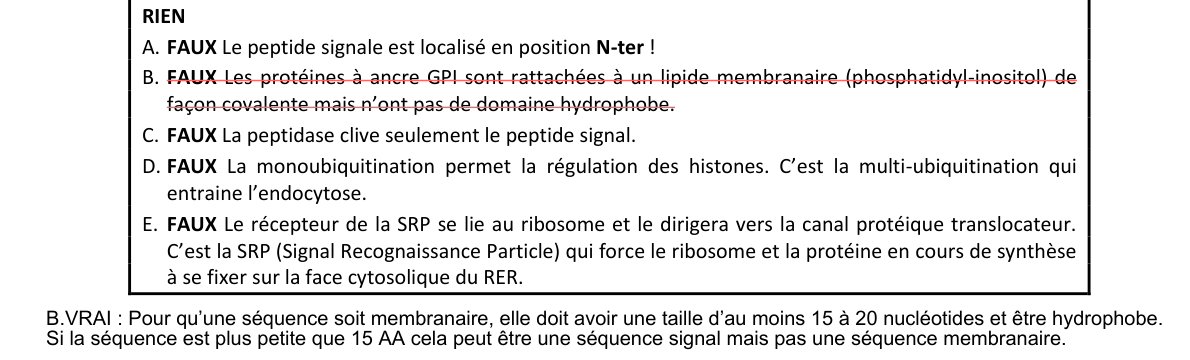 RIEN
A. FAUX Le peptide signale est localisé en position N-ter !
B. FAUX Les protéines à ancre GPI sont rattachées à un lipide membranaire (phosphatidyl-inositol) de
façon covalente mais n’ont pas de domaine hydrophobe.
C. FAUX La peptidase clive seulement le peptide signal.
D. FAUX La monoubiquitination permet la régulation des histones. C’est la multi-ubiquitination qui
entraine l’endocytose.
E. FAUX Le récepteur de la SRP se lie au ribosome et le dirigera vers la canal protéique translocateur.
C’est la SRP (Signal Recognaissance Particle) qui force le ribosome et la protéine en cours de synthèse
à se fixer sur la face cytosolique du RER.
B.VRAI : Pour qu’une séquence soit membranaire, elle doit avoir une taille d’au moins 15 à 20 nucléotides et être hydrophobe.
Si la séquence est plus petite que 15 AA cela peut être une séquence signal mais pas une séquence membranaire.